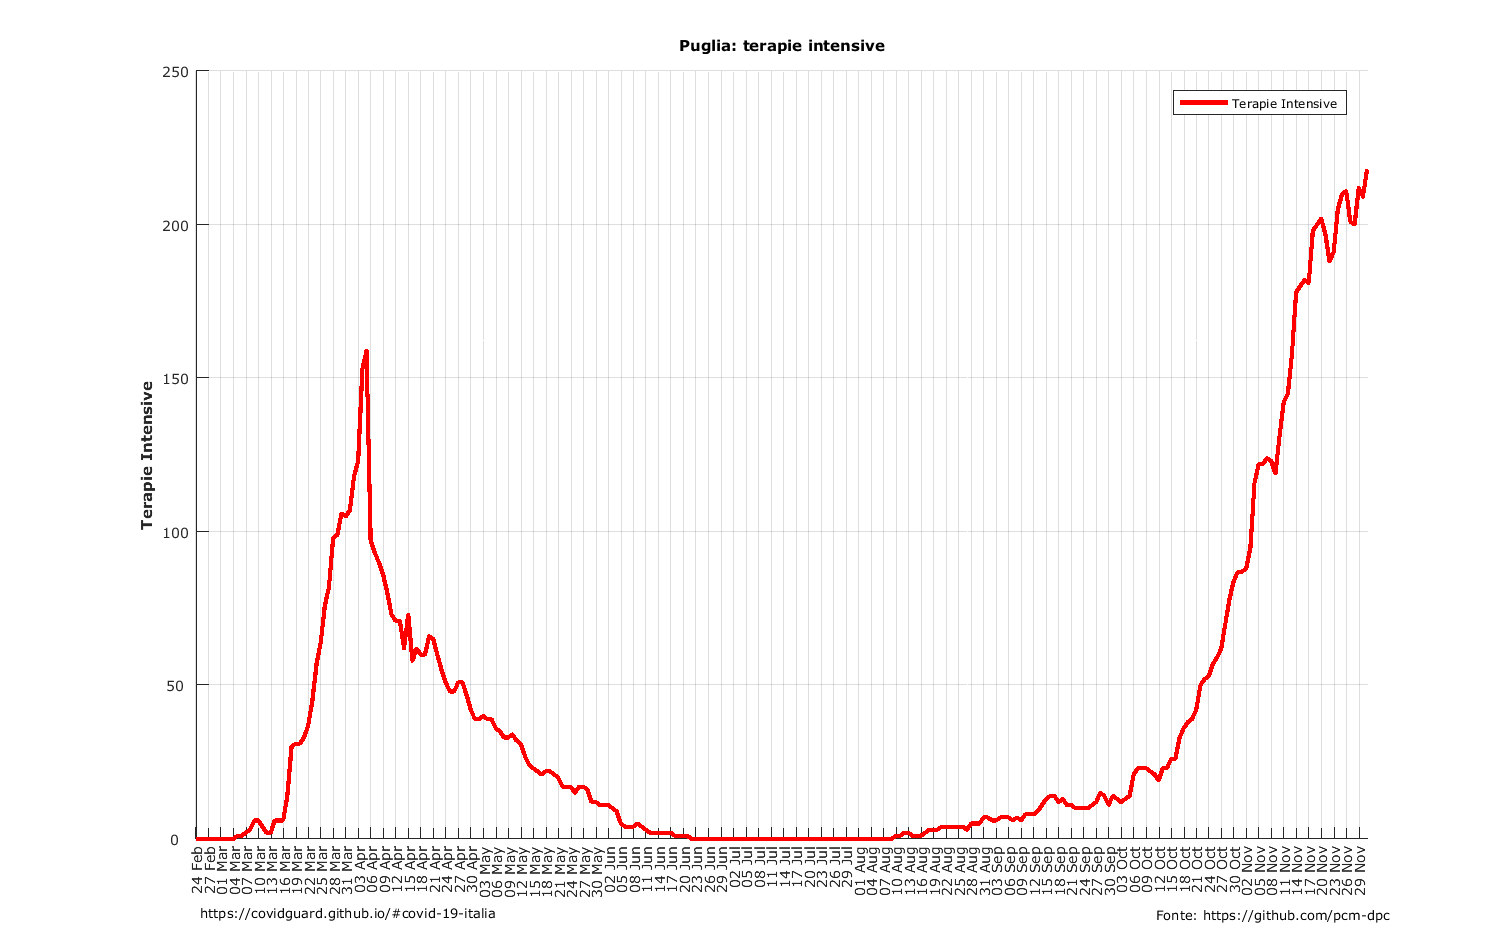 Puglia: terapie intensive
Terapie Intensive
Terapie Intensive
250
200
150
100
50
0
24 Feb
27 Feb
01 Mar
04 Mar
07 Mar
10 Mar
13 Mar
16 Mar
19 Mar
22 Mar
25 Mar
28 Mar
31 Mar
03 Apr
06 Apr
09 Apr
12 Apr
15 Apr
18 Apr
21 Apr
24 Apr
27 Apr
30 Apr
03 May
06 May
09 May
12 May
15 May
18 May
21 May
24 May
27 May
30 May
02 Jun
05 Jun
08 Jun
11 Jun
14 Jun
17 Jun
20 Jun
23 Jun
26 Jun
29 Jun
02 Jul
05 Jul
08 Jul
11 Jul
14 Jul
17 Jul
20 Jul
23 Jul
26 Jul
29 Jul
01 Aug
04 Aug
07 Aug
10 Aug
13 Aug
16 Aug
19 Aug
22 Aug
25 Aug
28 Aug
31 Aug
03 Sep
06 Sep
09 Sep
12 Sep
15 Sep
18 Sep
21 Sep
24 Sep
27 Sep
30 Sep
03 Oct
06 Oct
09 Oct
12 Oct
15 Oct
18 Oct
21 Oct
24 Oct
27 Oct
30 Oct
02 Nov
05 Nov
08 Nov
11 Nov
14 Nov
17 Nov
20 Nov
23 Nov
26 Nov
29 Nov
https://covidguard.github.io/#covid-19-italia
Fonte: https://github.com/pcm-dpc